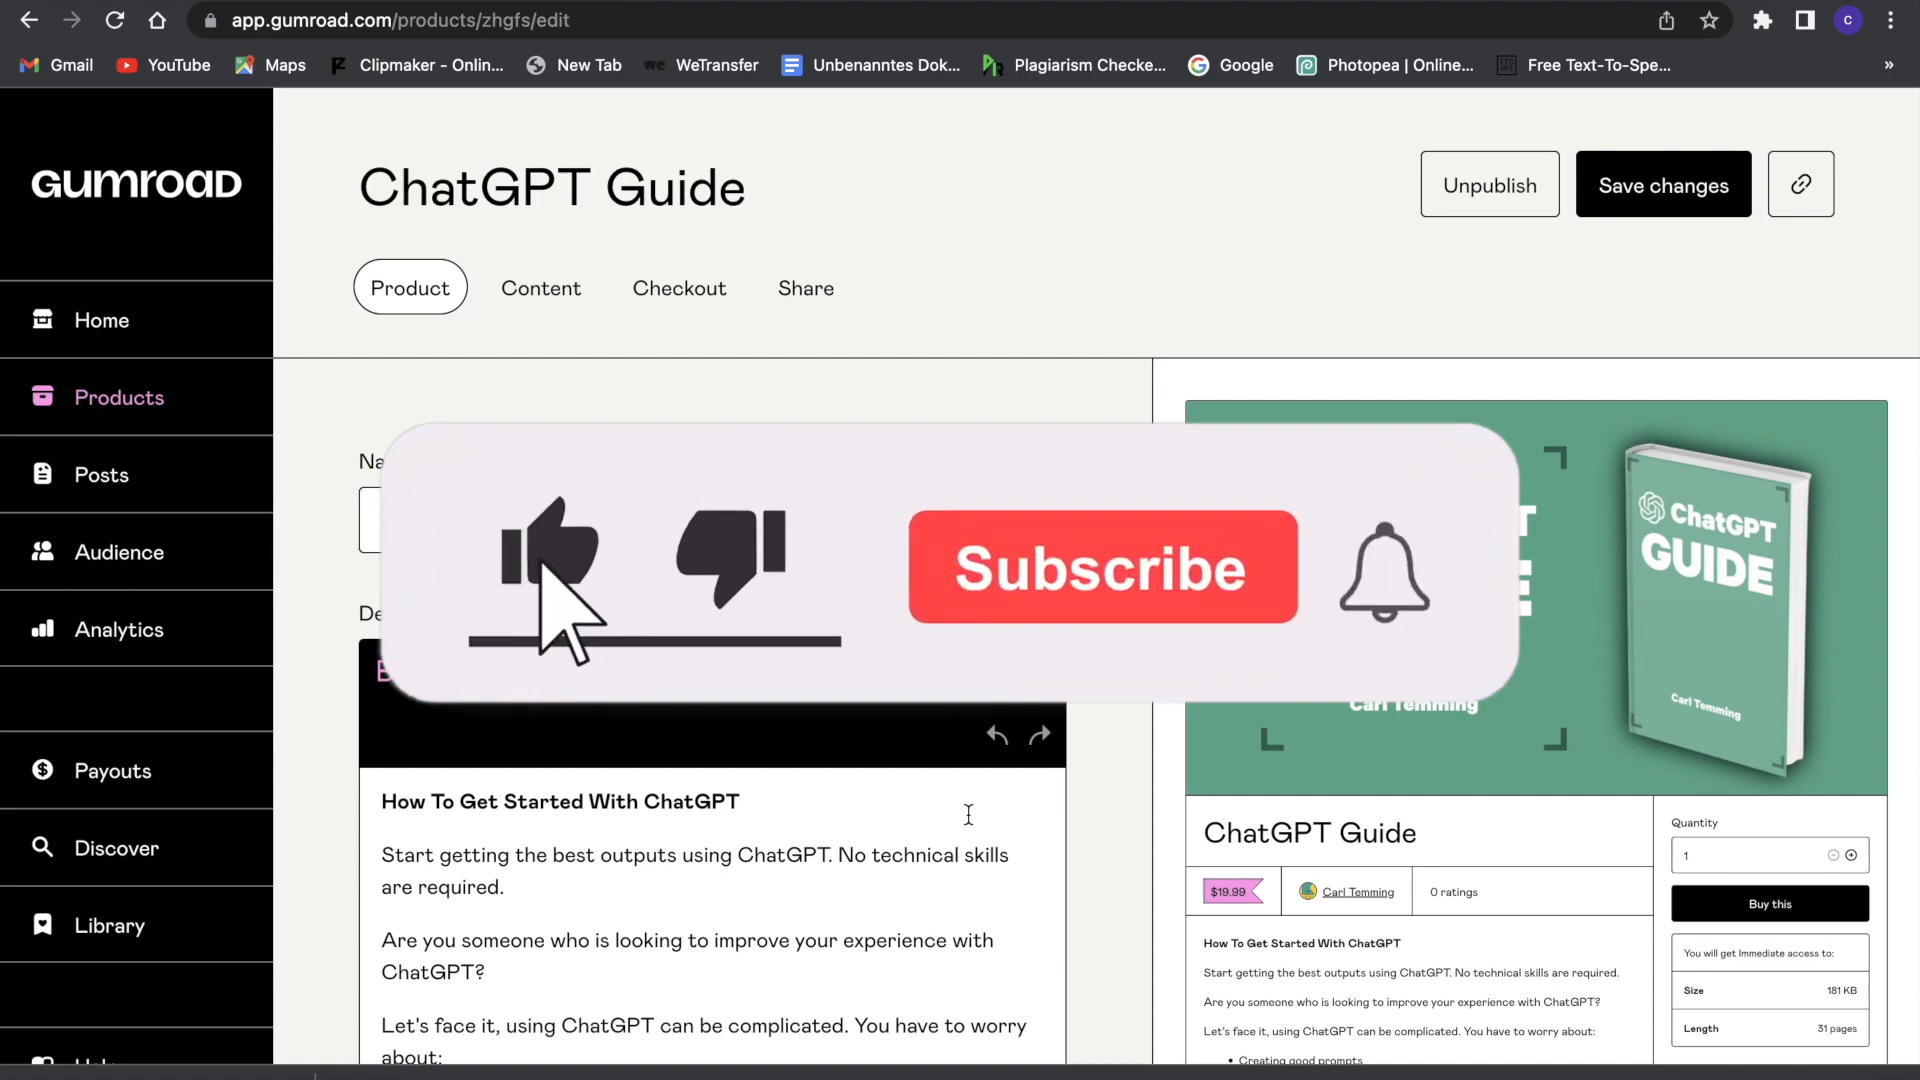 app.gumroad.com/products/zhgfs/edit
C
Gmail
YouTube
Maps
Clipmaker - Onlin...
New Tab
WeTransfer
Unbenanntes Dok...
Plagiarism Checke...
Google
Photopea | Online...
Free Text-To-Spe...
»
GUMROAD
ChatGPT Guide
Unpublish
Save changes
Product
Content
Checkout
Share
Home
Products
Posts
Audience
Analytics
Payouts
Discover
Library
Subscribe
How To Get Started With ChatGPT
Start getting the best outputs using ChatGPT. No technical skills
are required.
Are you someone who is looking to improve your experience with
ChatGPT?
Let's face it, using ChatGPT can be complicated. You have to worry
about:
Carl Temming
ChatGPT
GUIDE
Carl Temming
ChatGPT Guide
$19.99
Carl Temming
0 ratings
How To Get Started With ChatGPT
Start getting the best outputs using ChatGPT. No technical skills are required.
Are you someone who is looking to improve your experience with ChatGPT?
Let's face it, using ChatGPT can be complicated. You have to worry about:
• Creating good prompts
Quantity
1
Buy this
You will get Immediate access to:
Size 181 KB
Length 31 pages